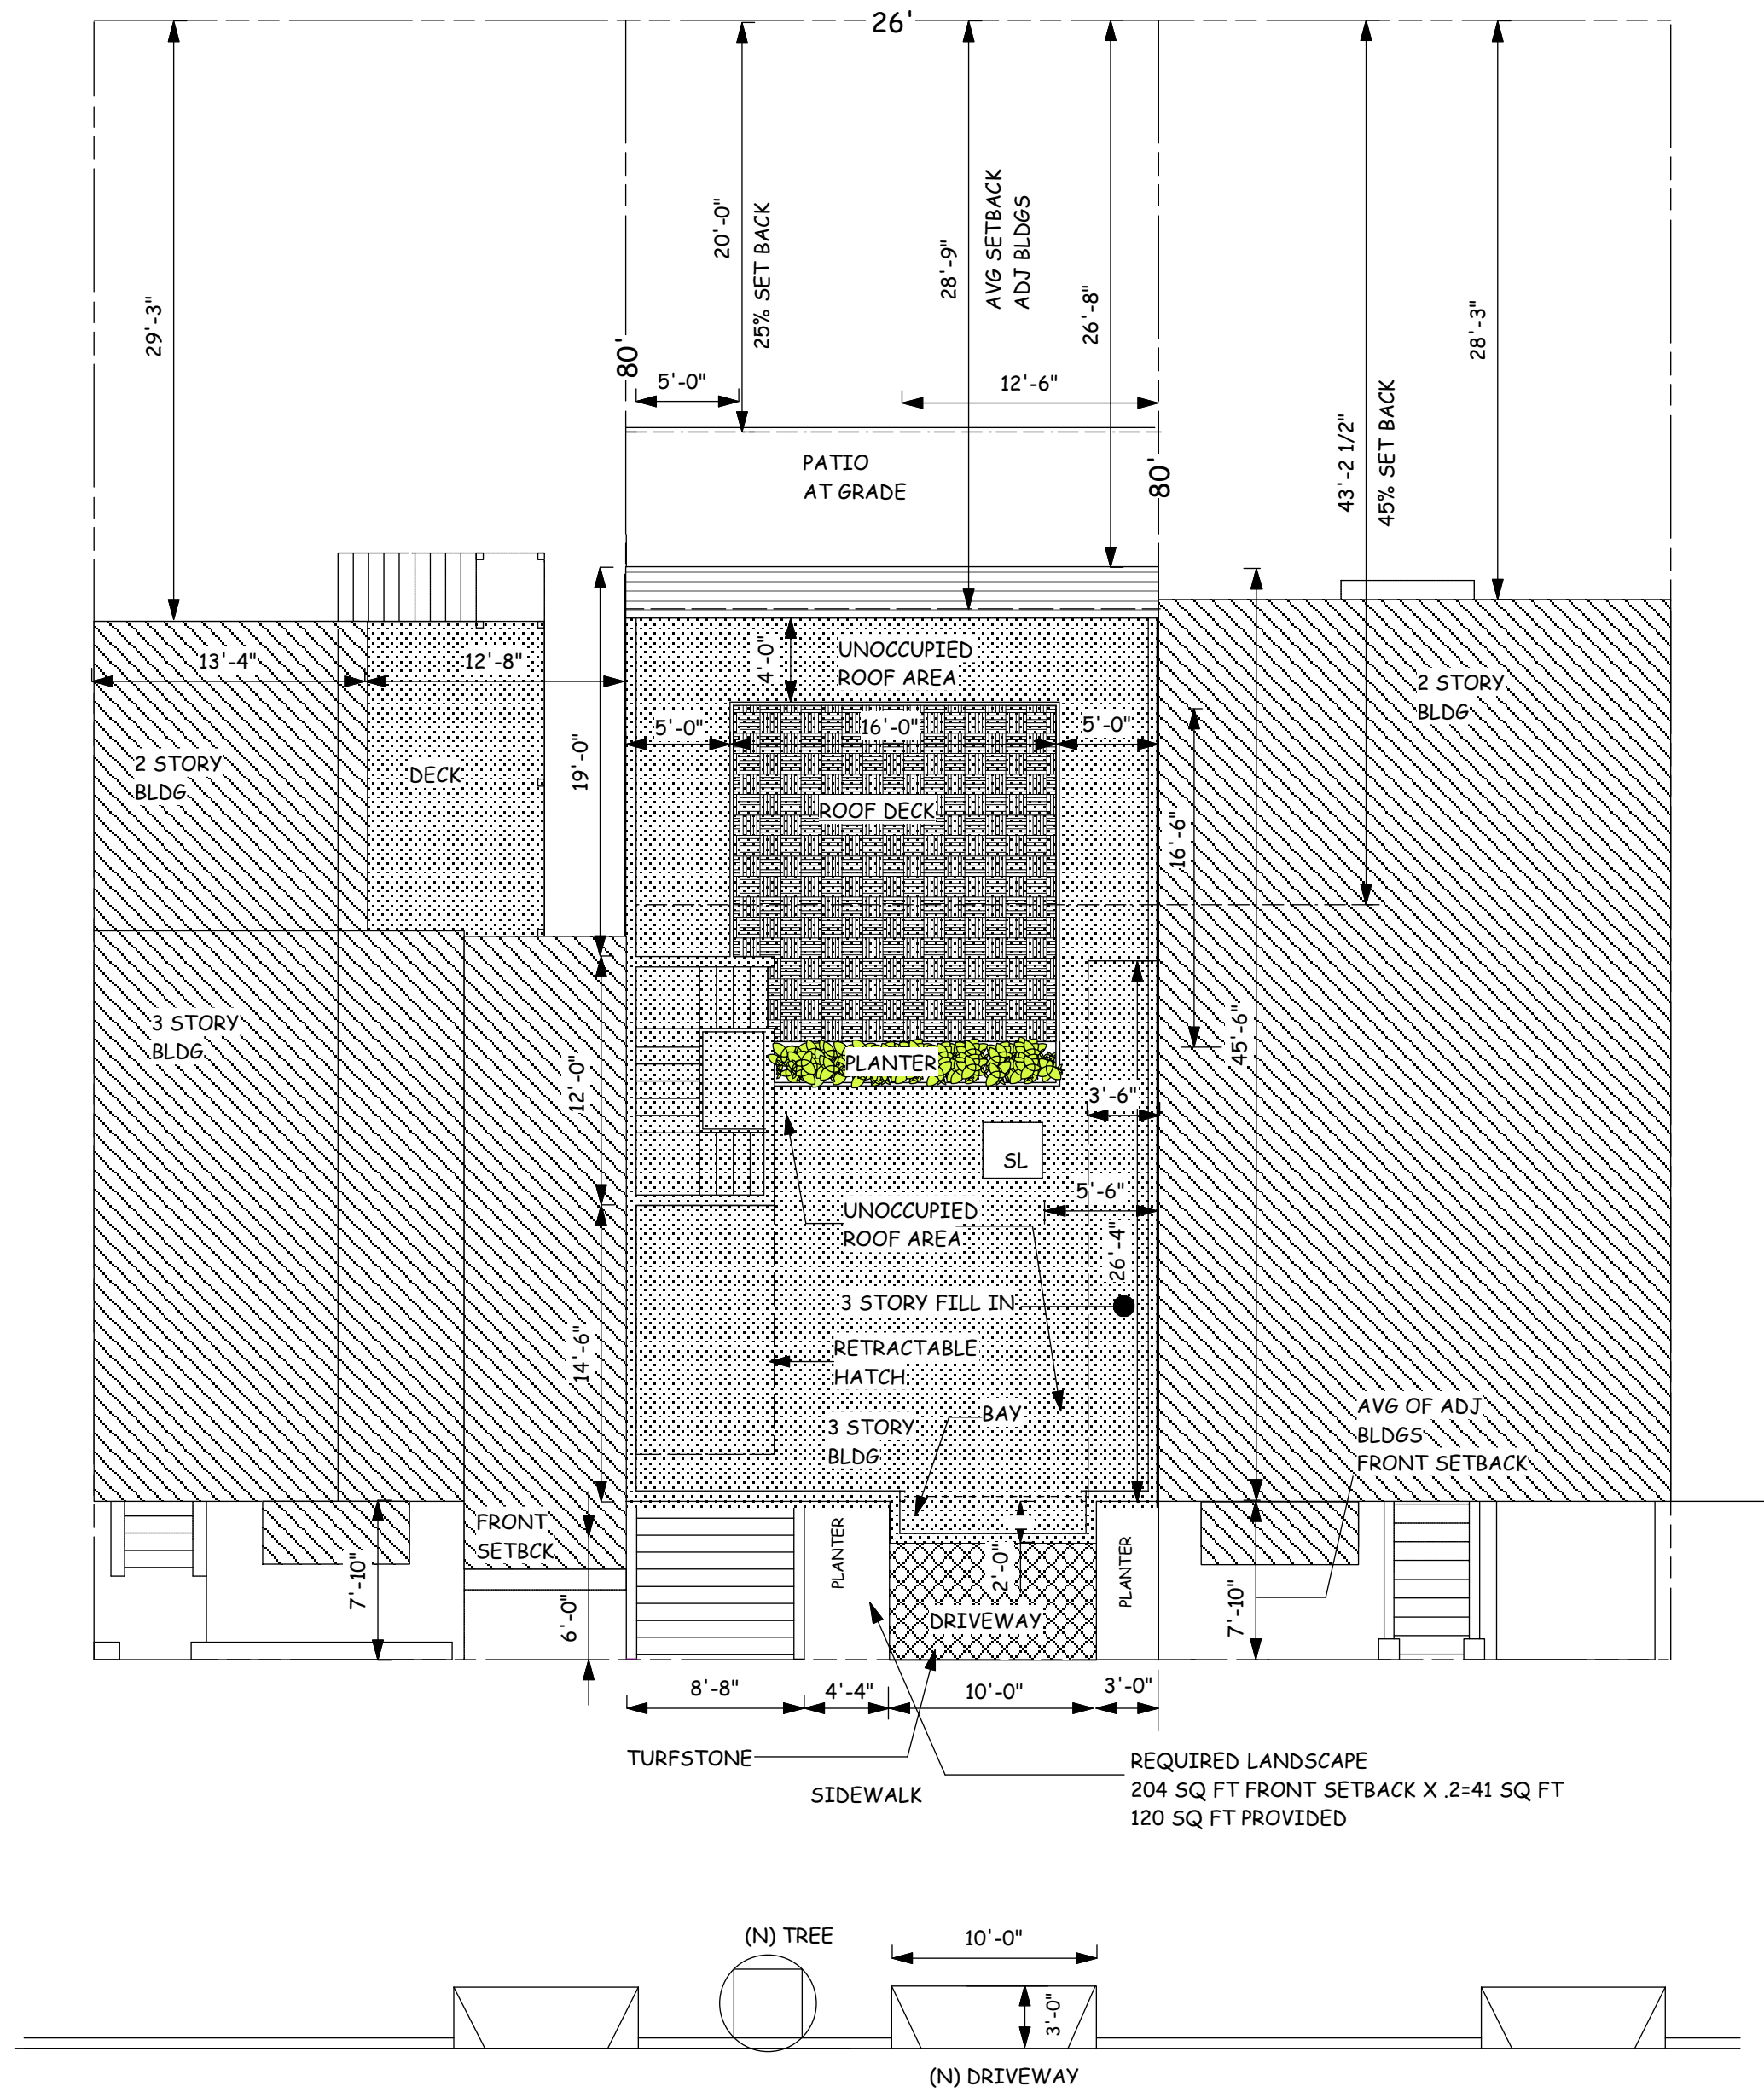 26'
20'-0"
25% SET BACK
28'-9"
AVG SETBACK
ADJ BLDGS
26'-8"
29'-3"
28'-3"
43'-2 1/2"
45% SET BACK
80'
5'-0"
12'-6"
80'
PATIO
AT GRADE
13'-4"
12'-8"
4'-0"
UNOCCUPIED
ROOF AREA
2 STORY
BLDG
5'-0"
16'-0"
5'-0"
2 STORY
BLDG
DECK
19'-0"
ROOF DECK
16'-6"
3 STORY
BLDG
45'-6"
12'-0"
PLANTER
3'-6"
SL
5'-6"
UNOCCUPIED
ROOF AREA
26'-4"
3 STORY FILL IN
14'-6"
RETRACTABLE
HATCH
BAY
3 STORY
BLDG
AVG OF ADJ
BLDGS
FRONT SETBACK
FRONT
SETBCK
7'-10"
6'-0"
PLANTER
2'-0"
PLANTER
7'-10"
DRIVEWAY
8'-8"
4'-4"
10'-0"
3'-0"
TURFSTONE
SIDEWALK
REQUIRED LANDSCAPE
204 SQ FT FRONT SETBACK X .2=41 SQ FT
120 SQ FT PROVIDED
(N) TREE
10'-0"
3'-0"
(N) DRIVEWAY